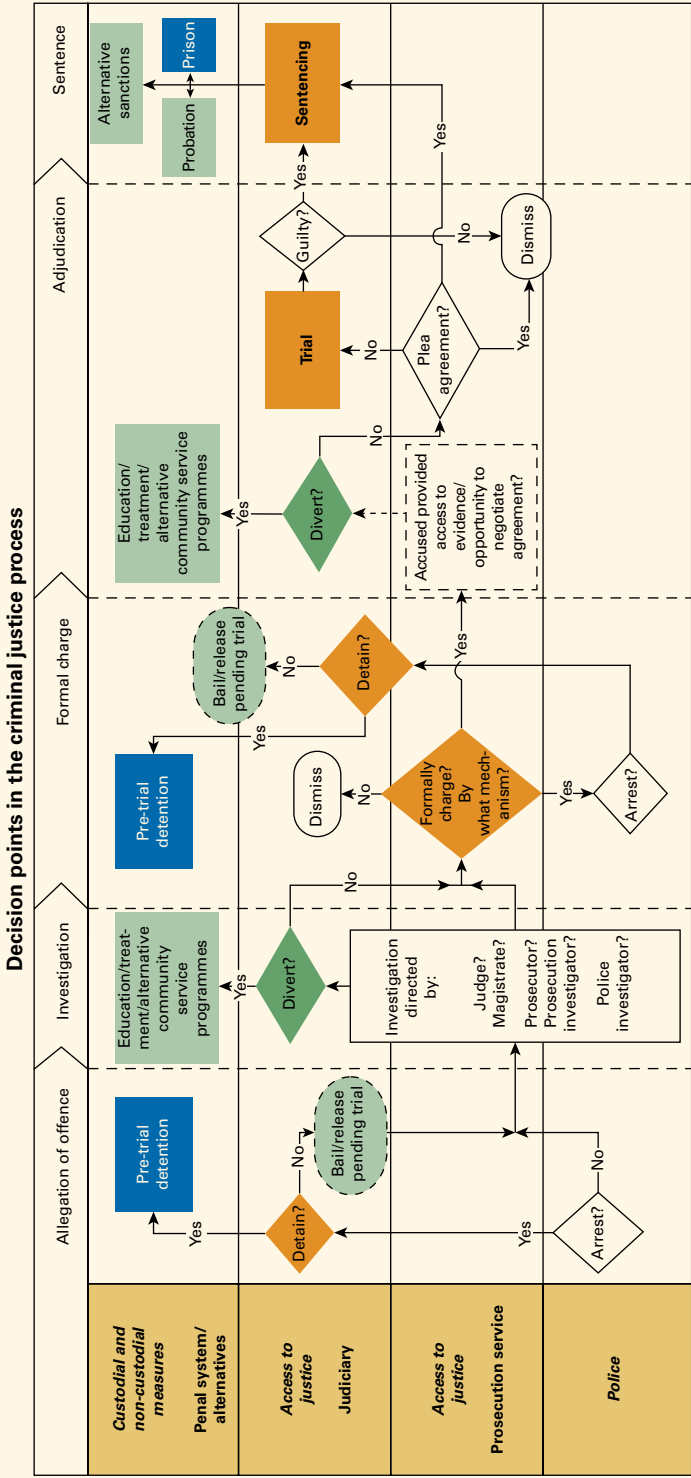 Decision points in the criminal justice process
Allegation of offence
Investigation
Formal charge
Adjudication
Sentence
Custodial and
non-custodial
measures
Penal system/
alternatives
Pre-trial
detention
Yes
Education/treat-
ment/alternative
community
service
programmes
Yes
Pre-trial
detention
Yes
Bail/release
pending trial
No
Education/
treatment/
alternative
community service
programmes
Yes
Alternative
sanctions
Probation
Prison
Access to
justice
Judiciary
Detain?
No
Bail/release
pending trial
Divert?
No
Dismiss
No
Detain?
Divert?
No
Trial
No
Guilty?
Yes
Sentencing
Access to
justice
Prosecution service
Yes
Investigation
directed
by:
Judge?
Magistrate?
Prosecutor?
Prosecution
investigator?
Police
investigator?
Formally
charge?
By
what mech-
anism?
Yes
Accused provided
access to
evidence/
opportunity to
negotiate
agreement?
Plea
agreement?
Yes
No
Yes
Dismiss
Police
Arrest?
No
Yes
Arrest?